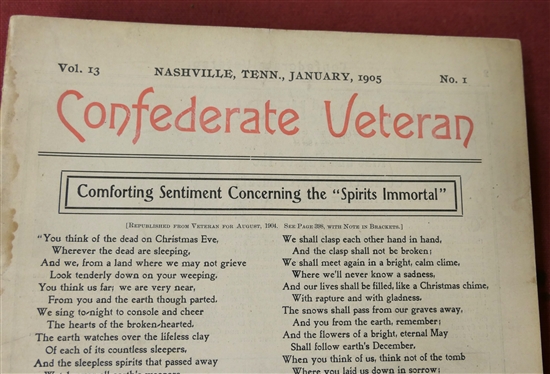 Vol. 13 NASHVILLE, TENN., JANUARY, 1905 No. 1
Confederate Veteran
Comforting Sentiment Concerning the "Spirits Immortal"
[Republished from Veteran for August, 1904. See Page 398, with Note in Brackets.]
"You think of the dead on Christmas Eve,
Wherever the dead are sleeping,
And we, from a land where we may not grieve
Look tenderly down on your weeping.
You think us far; we are very near,
From you and the earth though parted.
We sing to-night to console and cheer
The hearts of the broken-hearted.
The earth watches over the lifeless clay
Of each of its countless sleepers,
And the sleepless spirits that passed away
We shall clasp each other hand in hand,
And the clasp shall not be broken;
We shall meet again in a bright, calm clime,
Where we'll never know a sadness,
And our lives shall be filled, like a Christmas chime,
With rapture and with gladness.
The snows shall pass from our graves away,
And you from the earth, remember;
And the flowers of a bright, eternal May
Shall follow earth's December,
When you think of us, think not of the tomb
Where you laid us down in sorrow;